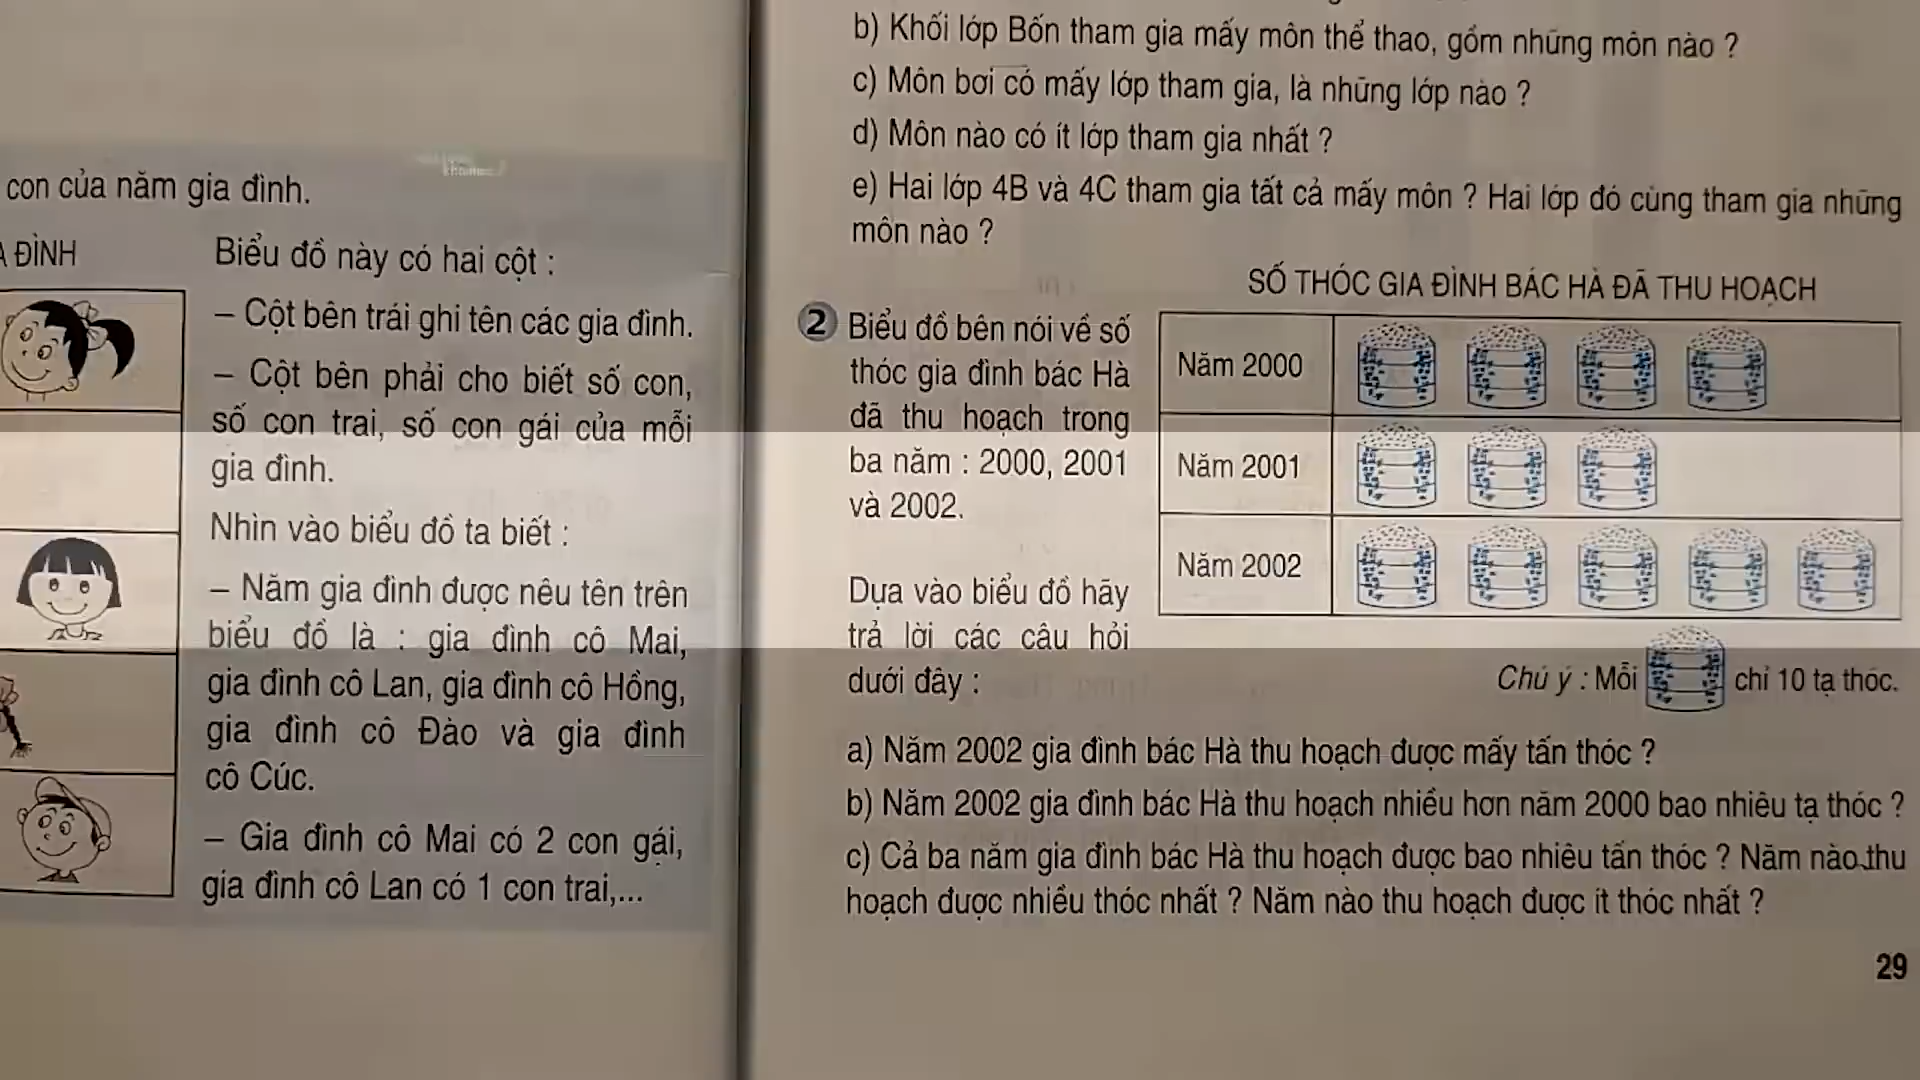 con của năm gia đình.
A ĐÌNH
Biểu đồ này có hai cột :
– Cột bên trái ghi tên các gia đình.
– Cột bên phải cho biết số con,
số con trai, số con gái của mỗi
gia đình.
Nhìn vào biểu đồ ta biết :
– Năm gia đình được nêu tên trên
biểu đồ là : gia đình cô Mai,
gia đình cô Lan, gia đình cô Hồng,
gia đình cô Đào và gia đình
cô Cúc.
– Gia đình cô Mai có 2 con gái,
gia đình cô Lan có 1 con trai,...
b) Khối lớp Bốn tham gia mấy môn thể thao, gồm những môn nào ?
c) Môn bơi có mấy lớp tham gia, là những lớp nào ?
d) Môn nào có ít lớp tham gia nhất ?
e) Hai lớp 4B và 4C tham gia tất cả mấy môn ? Hai lớp đó cùng tham gia những
môn nào ?
2 Biểu đồ bên nói về số
thóc gia đình bác Hà
đã thu hoạch trong
ba năm : 2000, 2001
và 2002.
Dựa vào biểu đồ hãy
trả lời các câu hỏi
dưới đây :
SỐ THÓC GIA ĐÌNH BÁC HÀ ĐÃ THU HOẠCH
Năm 2000
Năm 2001
Năm 2002
Chú ý : Mỗi chỉ 10 tạ thóc.
a) Năm 2002 gia đình bác Hà thu hoạch được mấy tấn thóc ?
b) Năm 2002 gia đình bác Hà thu hoạch nhiều hơn năm 2000 bao nhiêu tạ thóc ?
c) Cả ba năm gia đình bác Hà thu hoạch được bao nhiêu tấn thóc ? Năm nào thu
hoạch được nhiều thóc nhất ? Năm nào thu hoạch được ít thóc nhất ?
29